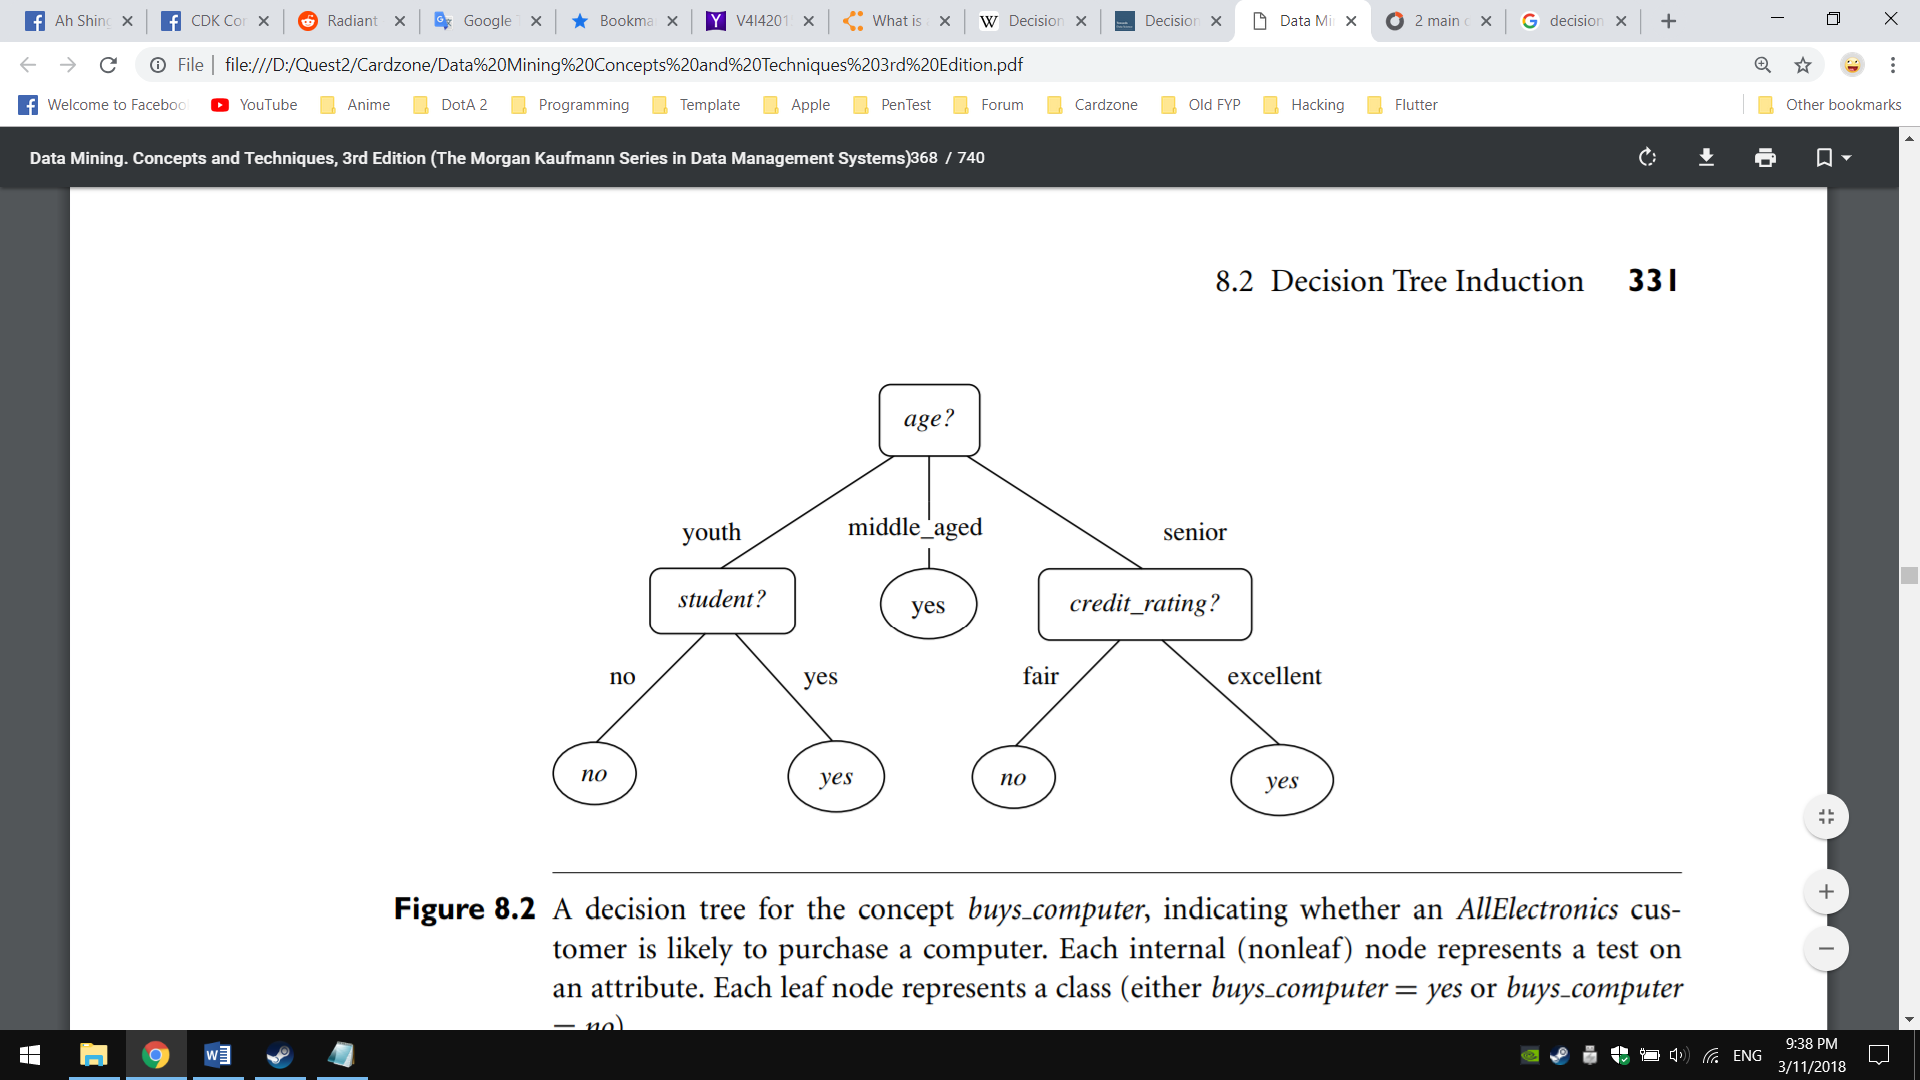 Ah Shing
CDK Cor
Radiant
Google T
Bookma
V4I4201
What is
Decision
Decision
Data Mi
2 main c
decision
File
file:///D:/Quest2/Cardzone/Data%20Mining%20Concepts%20and%20Techniques%203rd%20Edition.pdf
Welcome to Faceboo
YouTube
Anime
DotA 2
Programming
Template
Apple
PenTest
Forum
Cardzone
Old FYP
Hacking
Flutter
Other bookmarks
Data Mining. Concepts and Techniques, 3rd Edition (The Morgan Kaufmann Series in Data Management Systems)
368 / 740
8.2 Decision Tree Induction 331
age?
youth
middle_aged
senior
student?
yes
credit_rating?
no
yes
fair
excellent
no
yes
no
yes
Figure 8.2 A decision tree for the concept buys_computer, indicating whether an AllElectronics cus-
tomer is likely to purchase a computer. Each internal (nonleaf) node represents a test on
an attribute. Each leaf node represents a class (either buys_computer = yes or buys_computer
= no)
ENG
9:38 PM
3/11/2018